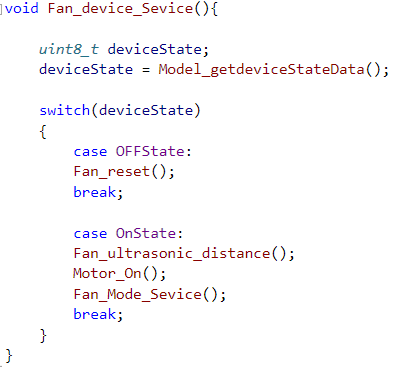 void Fan_device_Sevice(){
uint8_t deviceState;
deviceState = Model_getdeviceStateData();
switch(deviceState)
{
case OFFState:
Fan_reset();
break;
case OnState:
Fan_ultrasonic_distance();
Motor_On();
Fan_Mode_Sevice();
break;
}
}